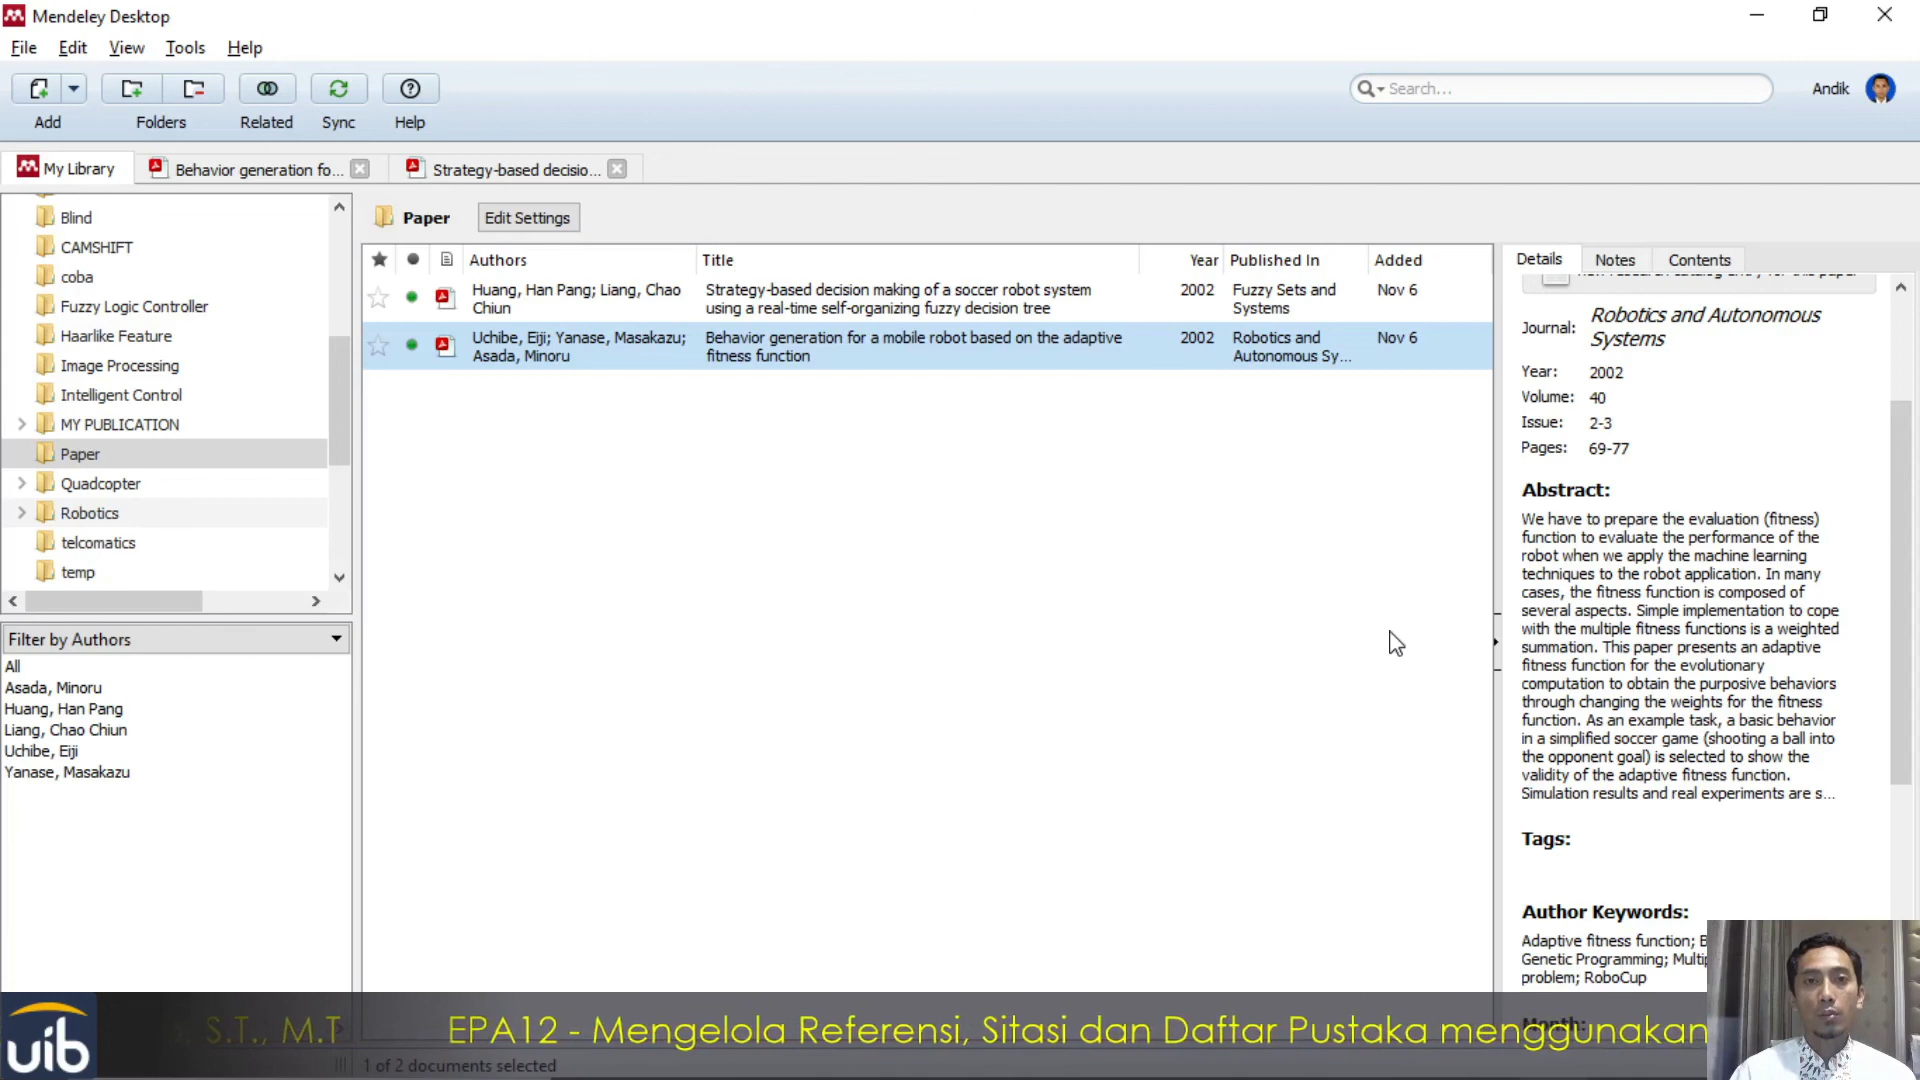 Mendeley Desktop
File Edit View Tools Help
Search...
Andik
Add Folders Related Sync Help
My Library
Behavior generation fo...
Strategy-based decisio...
Blind
CAMSHIFT
coba
Fuzzy Logic Controller
Haarlike Feature
Image Processing
Intelligent Control
MY PUBLICATION
Paper
Quadcopter
Robotics
telcomatics
temp
Filter by Authors
All
Asada, Minoru
Huang, Han Pang
Liang, Chao Chiun
Uchibe, Eiji
Yanase, Masakazu
Paper
Edit Settings
Authors Title Year Published In Added
Huang, Han Pang; Liang, Chao
Chiun
Strategy-based decision making of a soccer robot system
using a real-time self-organizing fuzzy decision tree
2002
Fuzzy Sets and
Systems
Nov 6
Uchibe, Eiji; Yanase, Masakazu;
Asada, Minoru
Behavior generation for a mobile robot based on the adaptive
fitness function
2002
Robotics and
Autonomous Sy...
Nov 6
Details Notes Contents
Journal: Robotics and Autonomous
Systems
Year: 2002
Volume: 40
Issue: 2-3
Pages: 69-77
Abstract:
We have to prepare the evaluation (fitness)
function to evaluate the performance of the
robot when we apply the machine learning
techniques to the robot application. In many
cases, the fitness function is composed of
several aspects. Simple implementation to cope
with the multiple fitness functions is a weighted
summation. This paper presents an adaptive
fitness function for the evolutionary
computation to obtain the purposive behaviors
through changing the weights for the fitness
function. As an example task, a basic behavior
in a simplified soccer game (shooting a ball into
the opponent goal) is selected to show the
validity of the adaptive fitness function.
Simulation results and real experiments are s...
Tags:
Author Keywords:
Adaptive fitness function; B
Genetic Programming; Multip
problem; RoboCup
Month:
uib
, S.T., M.T EPA12 - Mengelola Referensi, Sitasi dan Daftar Pustaka menggunakan
1 of 2 documents selected